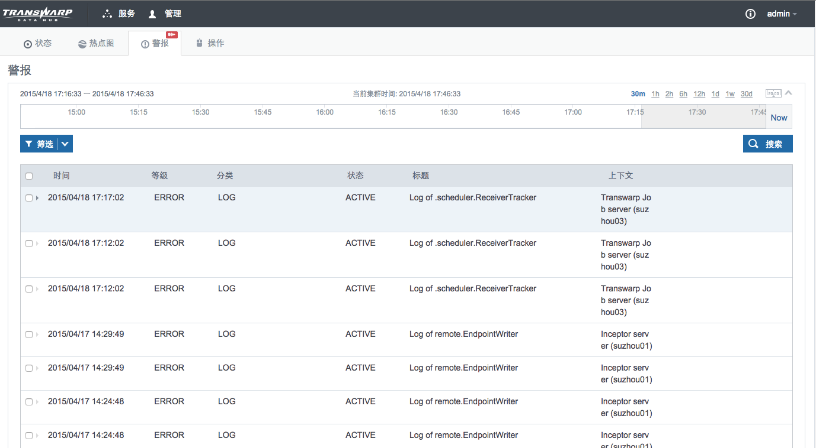 TRANSWARP
DATA HUB
服务
管理
admin
状态
热点图
警报
操作
警报
2015/4/18 17:16:33 — 2015/4/18 17:46:33
当前集群时间: 2015/4/18 17:46:33
30m 1h 2h 6h 12h 1d 1w 30d
15:00 15:15 15:30 15:45 16:00 16:15 16:30 16:45 17:00 17:15 17:30 17:45
Now
筛选
搜索
时间 等级 分类 状态 标题 上下文
2015/04/18 17:17:02 ERROR LOG ACTIVE Log of .scheduler.ReceiverTracker Transwarp Jo
b server (suz
hou03)
2015/04/18 17:12:02 ERROR LOG ACTIVE Log of .scheduler.ReceiverTracker Transwarp Jo
b server (suz
hou03)
2015/04/18 17:12:02 ERROR LOG ACTIVE Log of .scheduler.ReceiverTracker Transwarp Jo
b server (suz
hou03)
2015/04/17 14:29:49 ERROR LOG ACTIVE Log of remote.EndpointWriter Inceptor serv
er (suzhou01)
2015/04/17 14:29:49 ERROR LOG ACTIVE Log of remote.EndpointWriter Inceptor serv
er (suzhou01)
2015/04/17 14:24:48 ERROR LOG ACTIVE Log of remote.EndpointWriter Inceptor serv
er (suzhou01)
2015/04/17 14:24:48 ERROR LOG ACTIVE Log of remote.EndpointWriter Inceptor serv
er (suzhou01)